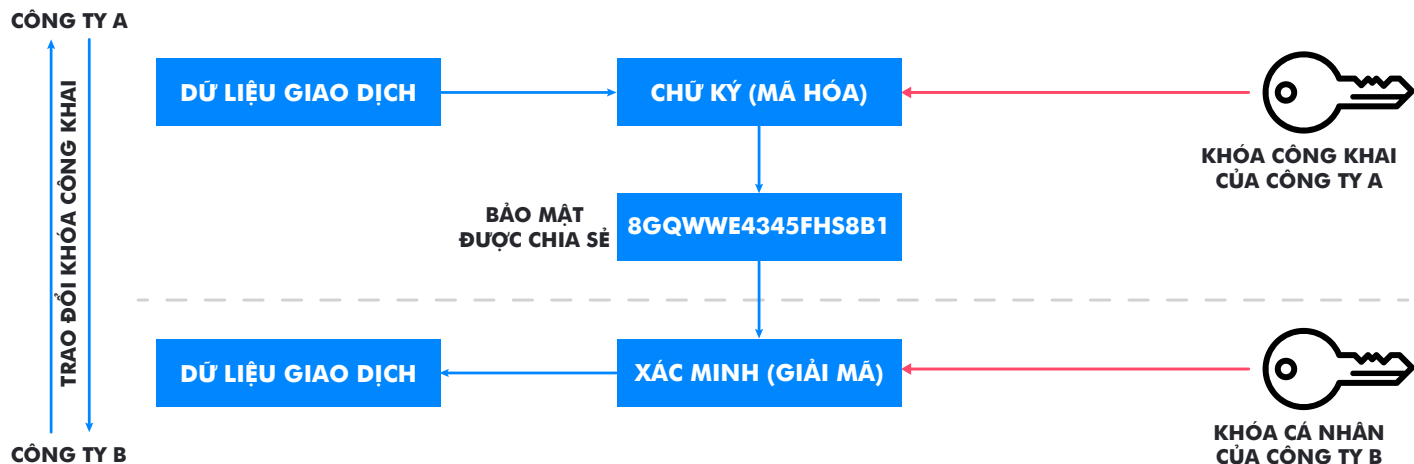 CÔNG TY A
TRAO ĐỔI KHÓA CÔNG KHAI
DỮ LIỆU GIAO DỊCH
CHỮ KÝ (MÃ HÓA)
KHÓA CÔNG KHAI
CỦA CÔNG TY A
BẢO MẬT
ĐƯỢC CHIA SẺ
8GQWWE4345FHS8B1
DỮ LIỆU GIAO DỊCH
XÁC MINH (GIẢI MÃ)
KHÓA CÁ NHÂN
CỦA CÔNG TY B
CÔNG TY B